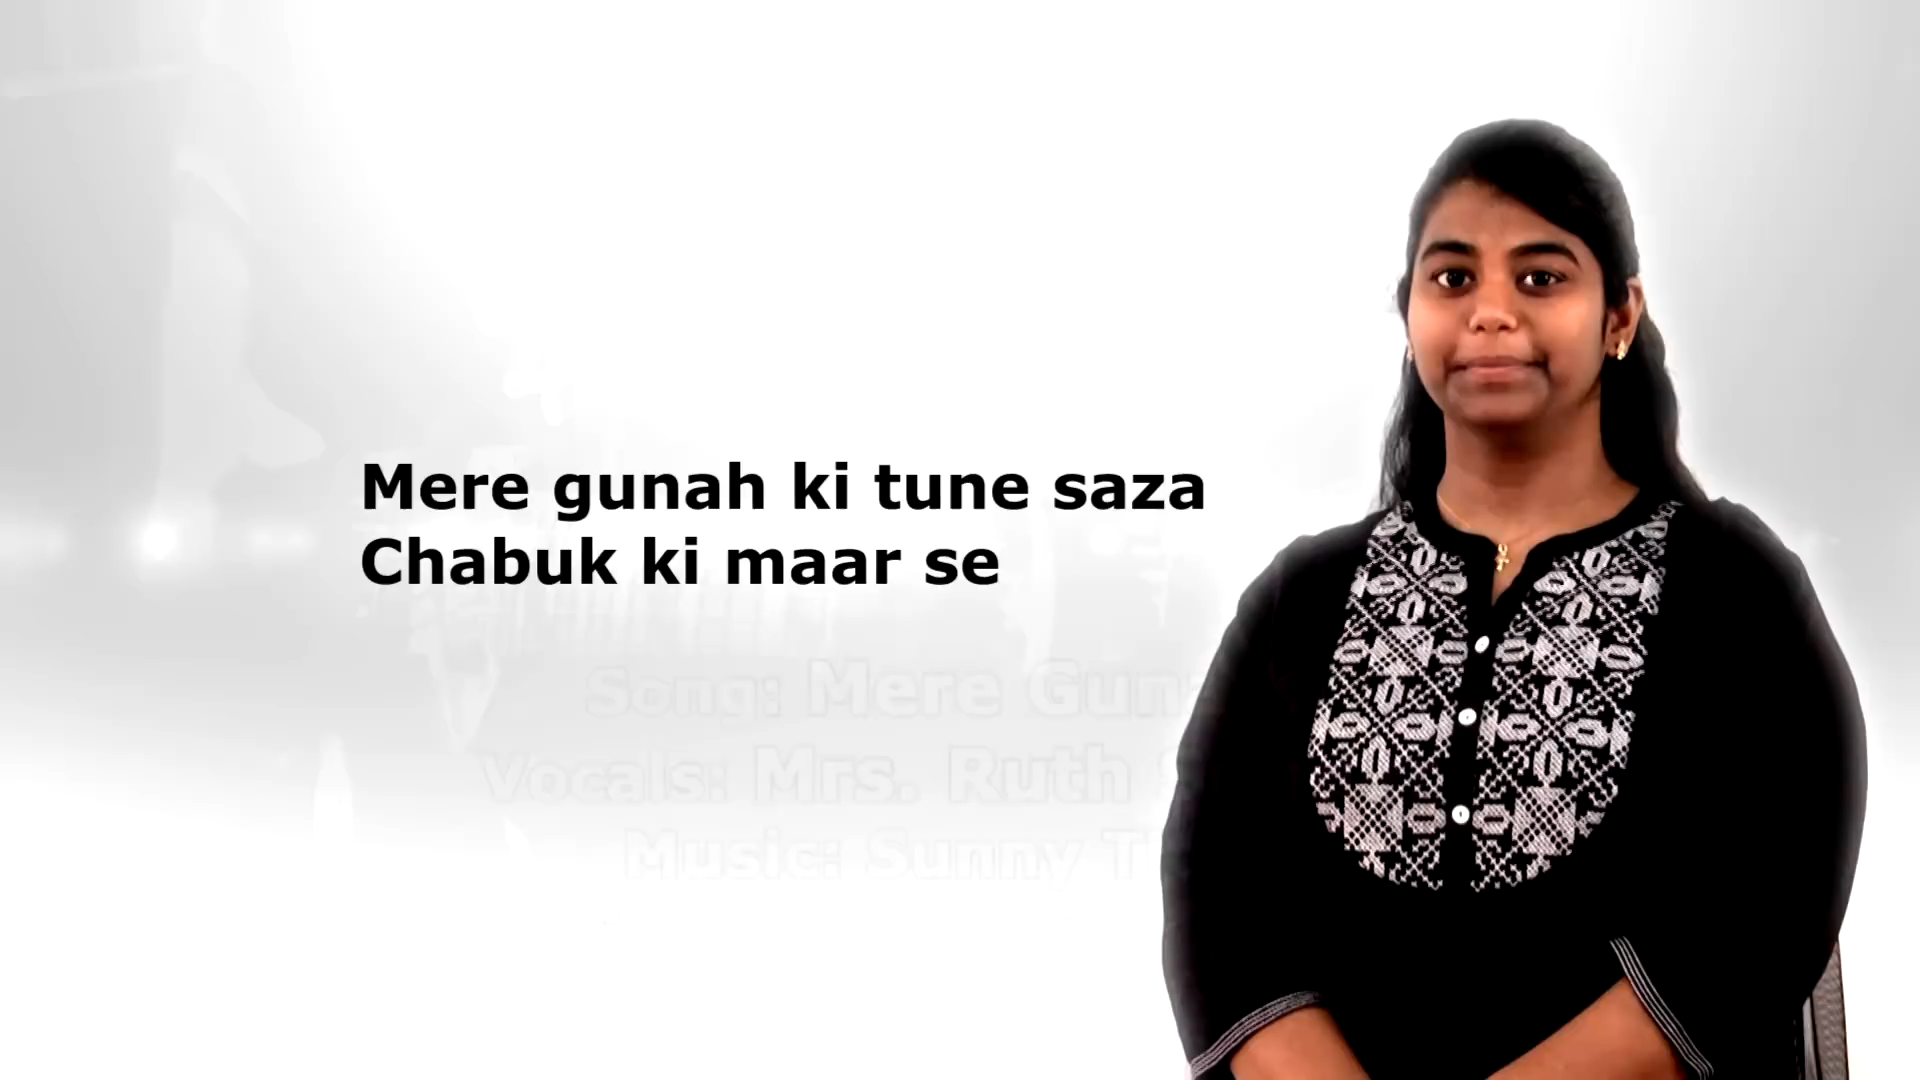 Mere gunah ki tune saza
Chabuk ki maar se
Song: Mere
Vocals: Mrs. Ruth
Music: Sunny